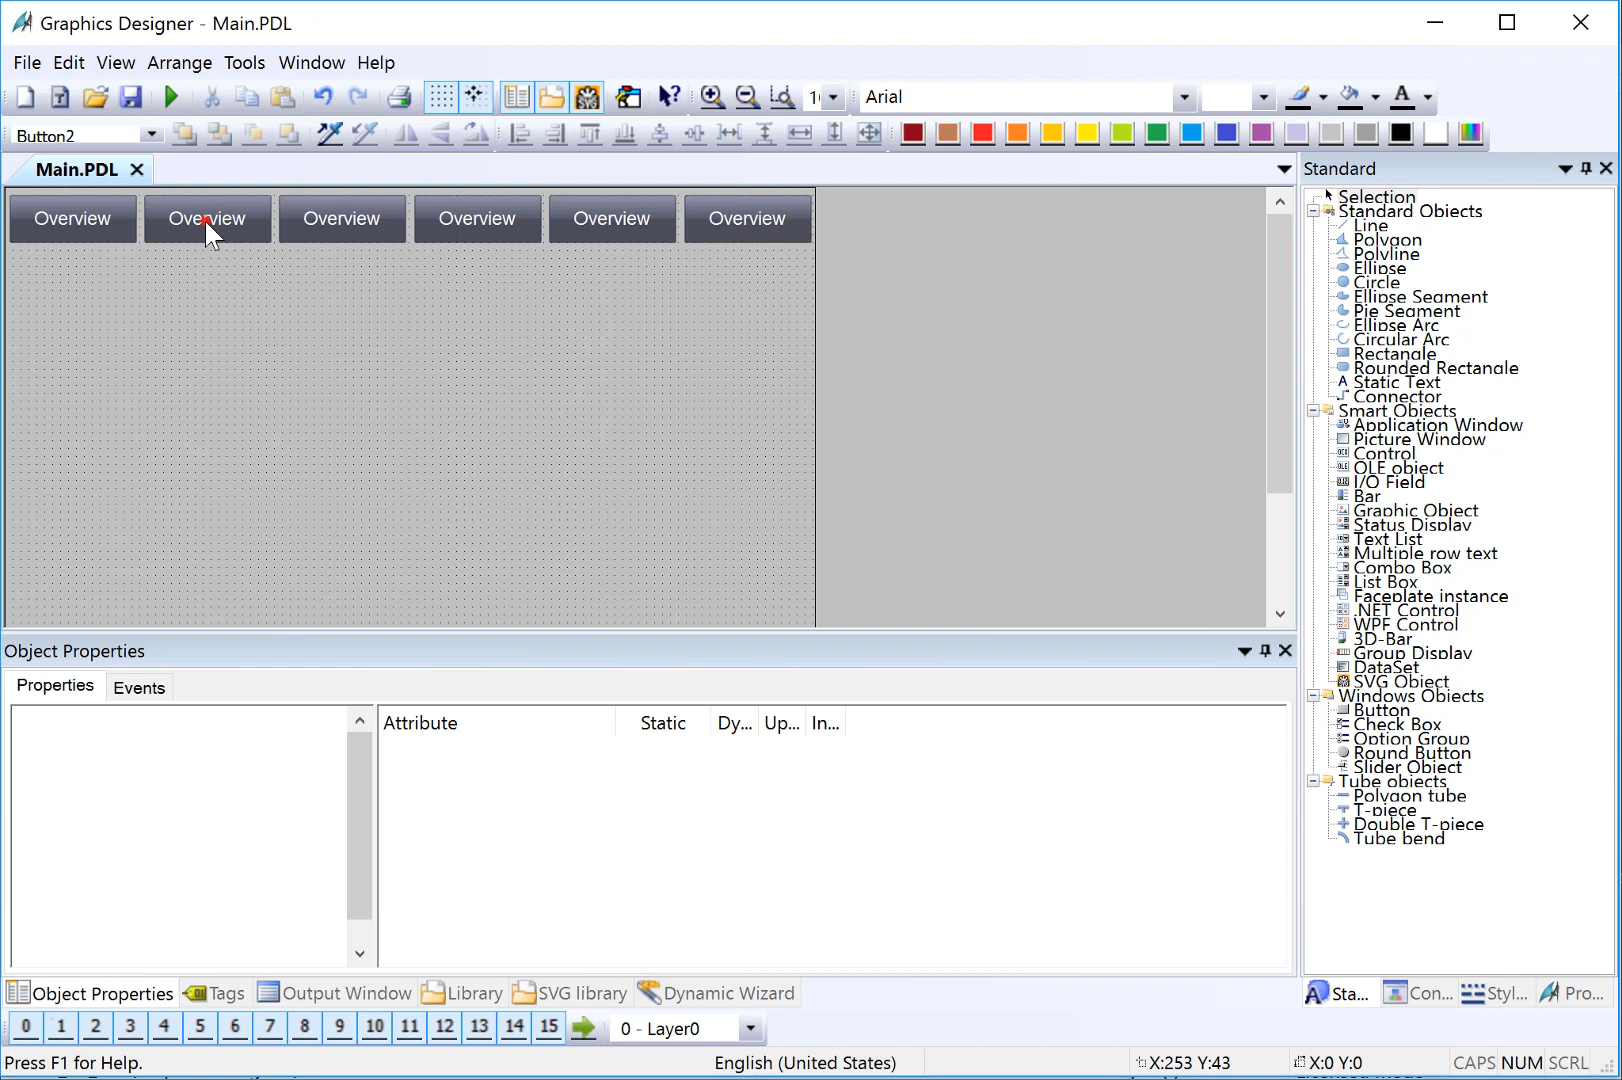 Graphics Designer - Main.PDL
File Edit View Arrange Tools Window Help
Arial
Button2
Main.PDL
Standard
Overview Overview Overview Overview Overview Overview
Selection
Standard Objects
Line
Polygon
Polyline
Ellipse
Circle
Ellipse Segment
Pie Segment
Ellipse Arc
Circular Arc
Rectangle
Rounded Rectangle
Static Text
Connector
Smart Objects
Application Window
Picture Window
Control
OLE object
I/O Field
Bar
Graphic Object
Status Display
Text List
Multiple row text
Combo Box
List Box
Faceplate instance
.NET Control
WPF Control
3D-Bar
Group Display
DataSet
SVG Object
Windows Objects
Button
Check Box
Option Group
Round Button
Slider Object
Tube objects
Polygon tube
T-piece
Double T-piece
Tube bend
Object Properties
Properties Events
Attribute Static Dy... Up... In...
Object Properties Tags Output Window Library SVG library Dynamic Wizard
Sta... Con... Styl... Pro...
0 1 2 3 4 5 6 7 8 9 10 11 12 13 14 15 0 - Layer0
Press F1 for Help. English (United States) X:253 Y:43 X:0 Y:0 CAPS NUM SCRL